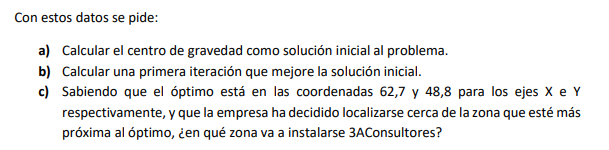 Con estos datos se pide:
a) Calcular el centro de gravedad como solución inicial al problema.
b) Calcular una primera iteración que mejore la solución inicial.
c) Sabiendo que el óptimo está en las coordenadas 62,7 y 48,8 para los ejes X e Y
respectivamente, y que la empresa ha decidido localizarse cerca de la zona que esté más
próxima al óptimo, ¿en qué zona va a instalarse 3AConsultores?